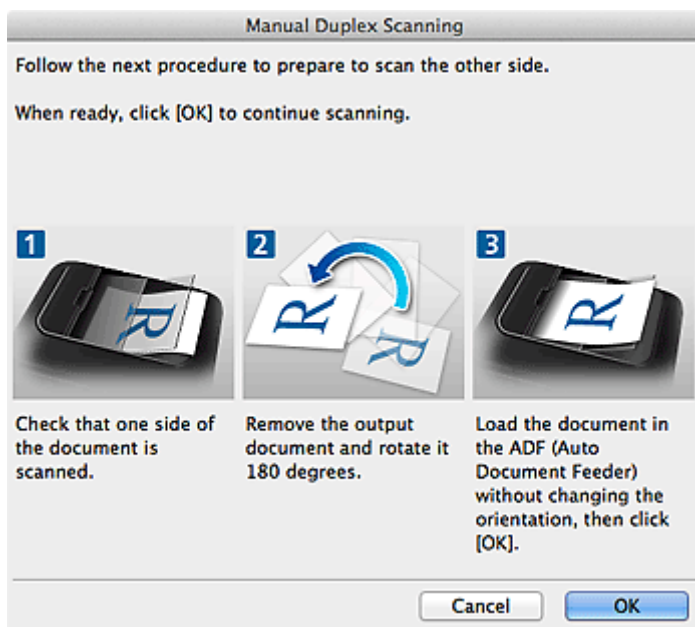 Manual Duplex Scanning
Follow the next procedure to prepare to scan the other side.
When ready, click [OK] to continue scanning.
1
R
Check that one side of
the document is
scanned.
2
R
R
Remove the output
document and rotate it
180 degrees.
3
R
Load the document in
the ADF (Auto
Document Feeder)
without changing the
orientation, then click
[OK].
Cancel
OK